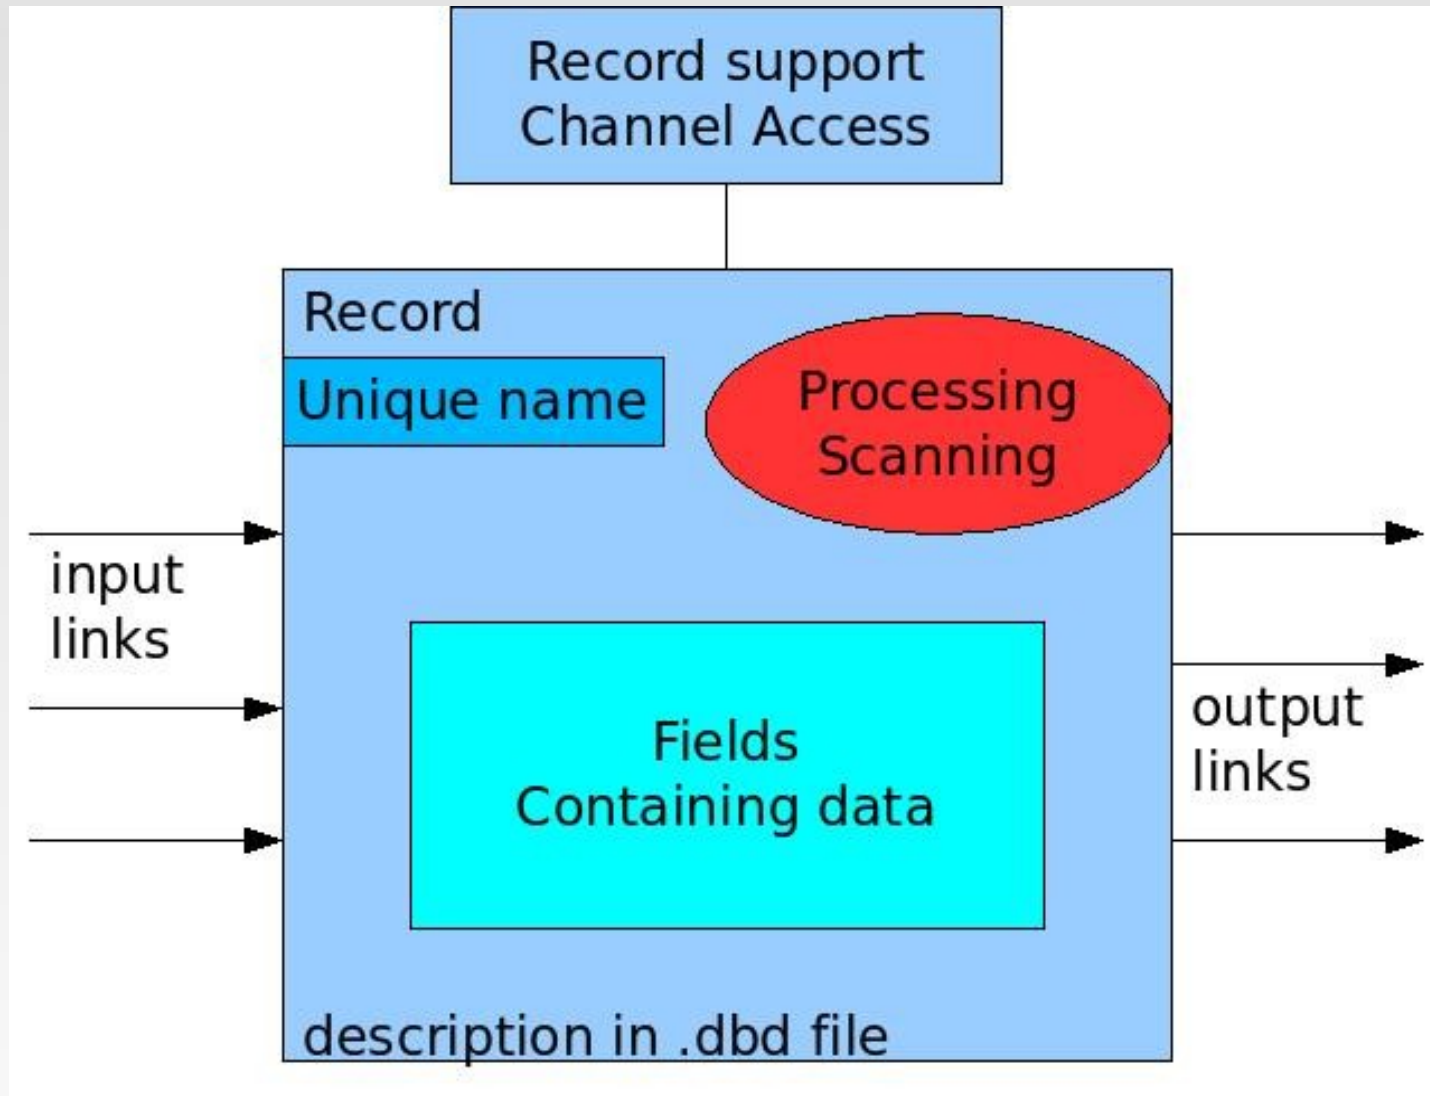 Record support
Channel Access
Record
Unique name
Processing
Scanning
input
links
Fields
Containing data
output
links
description in .dbd file